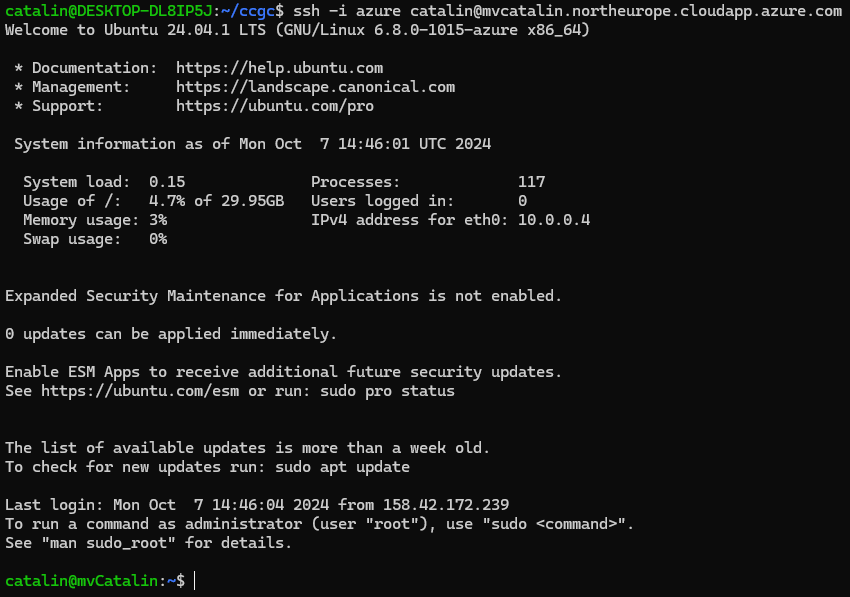 catalin@DESKTOP-DL8IP5J:~/ccgc$ ssh -i azure catalin@mvcatalin.northeurope.cloudapp.azure.com
Welcome to Ubuntu 24.04.1 LTS (GNU/Linux 6.8.0-1015-azure x86_64)
* Documentation:  https://help.ubuntu.com
* Management:     https://landscape.canonical.com
* Support:        https://ubuntu.com/pro
System information as of Mon Oct  7 14:46:01 UTC 2024
System load:  0.15              Processes:             117
Usage of /:   4.7% of 29.95GB   Users logged in:       0
Memory usage: 3%                IPv4 address for eth0: 10.0.0.4
Swap usage:   0%
Expanded Security Maintenance for Applications is not enabled.
0 updates can be applied immediately.
Enable ESM Apps to receive additional future security updates.
See https://ubuntu.com/esm or run: sudo pro status
The list of available updates is more than a week old.
To check for new updates run: sudo apt update
Last login: Mon Oct  7 14:46:04 2024 from 158.42.172.239
To run a command as administrator (user "root"), use "sudo <command>".
See "man sudo_root" for details.
catalin@mvCatalin:~$